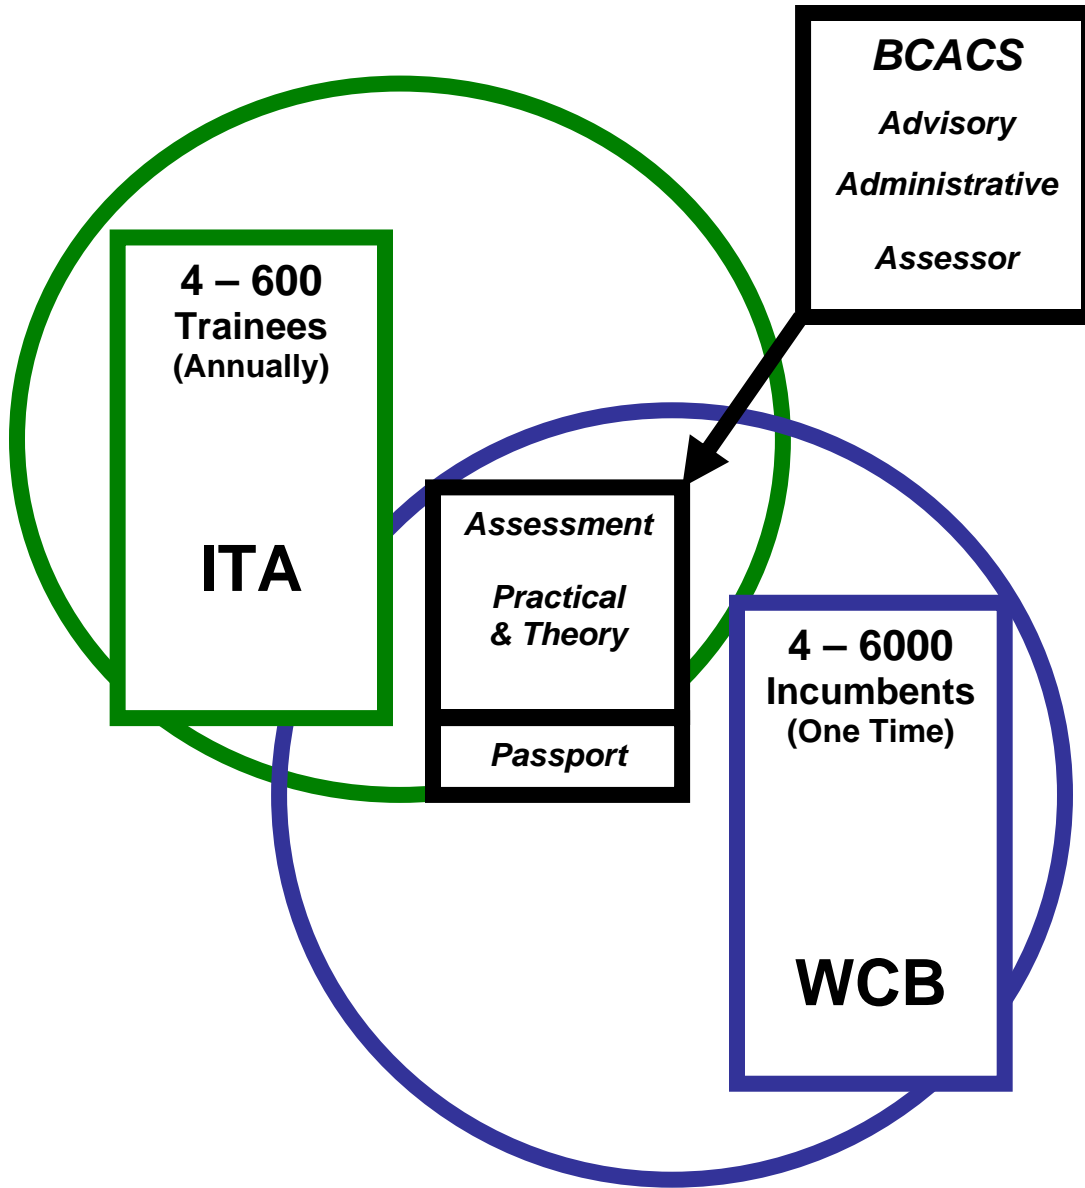 BCACS
Advisory
Administrative
Assessor
4 – 600
Trainees
(Annually)
ITA
Assessment
Practical
& Theory
Passport
4 – 6000
Incumbents
(One Time)
WCB